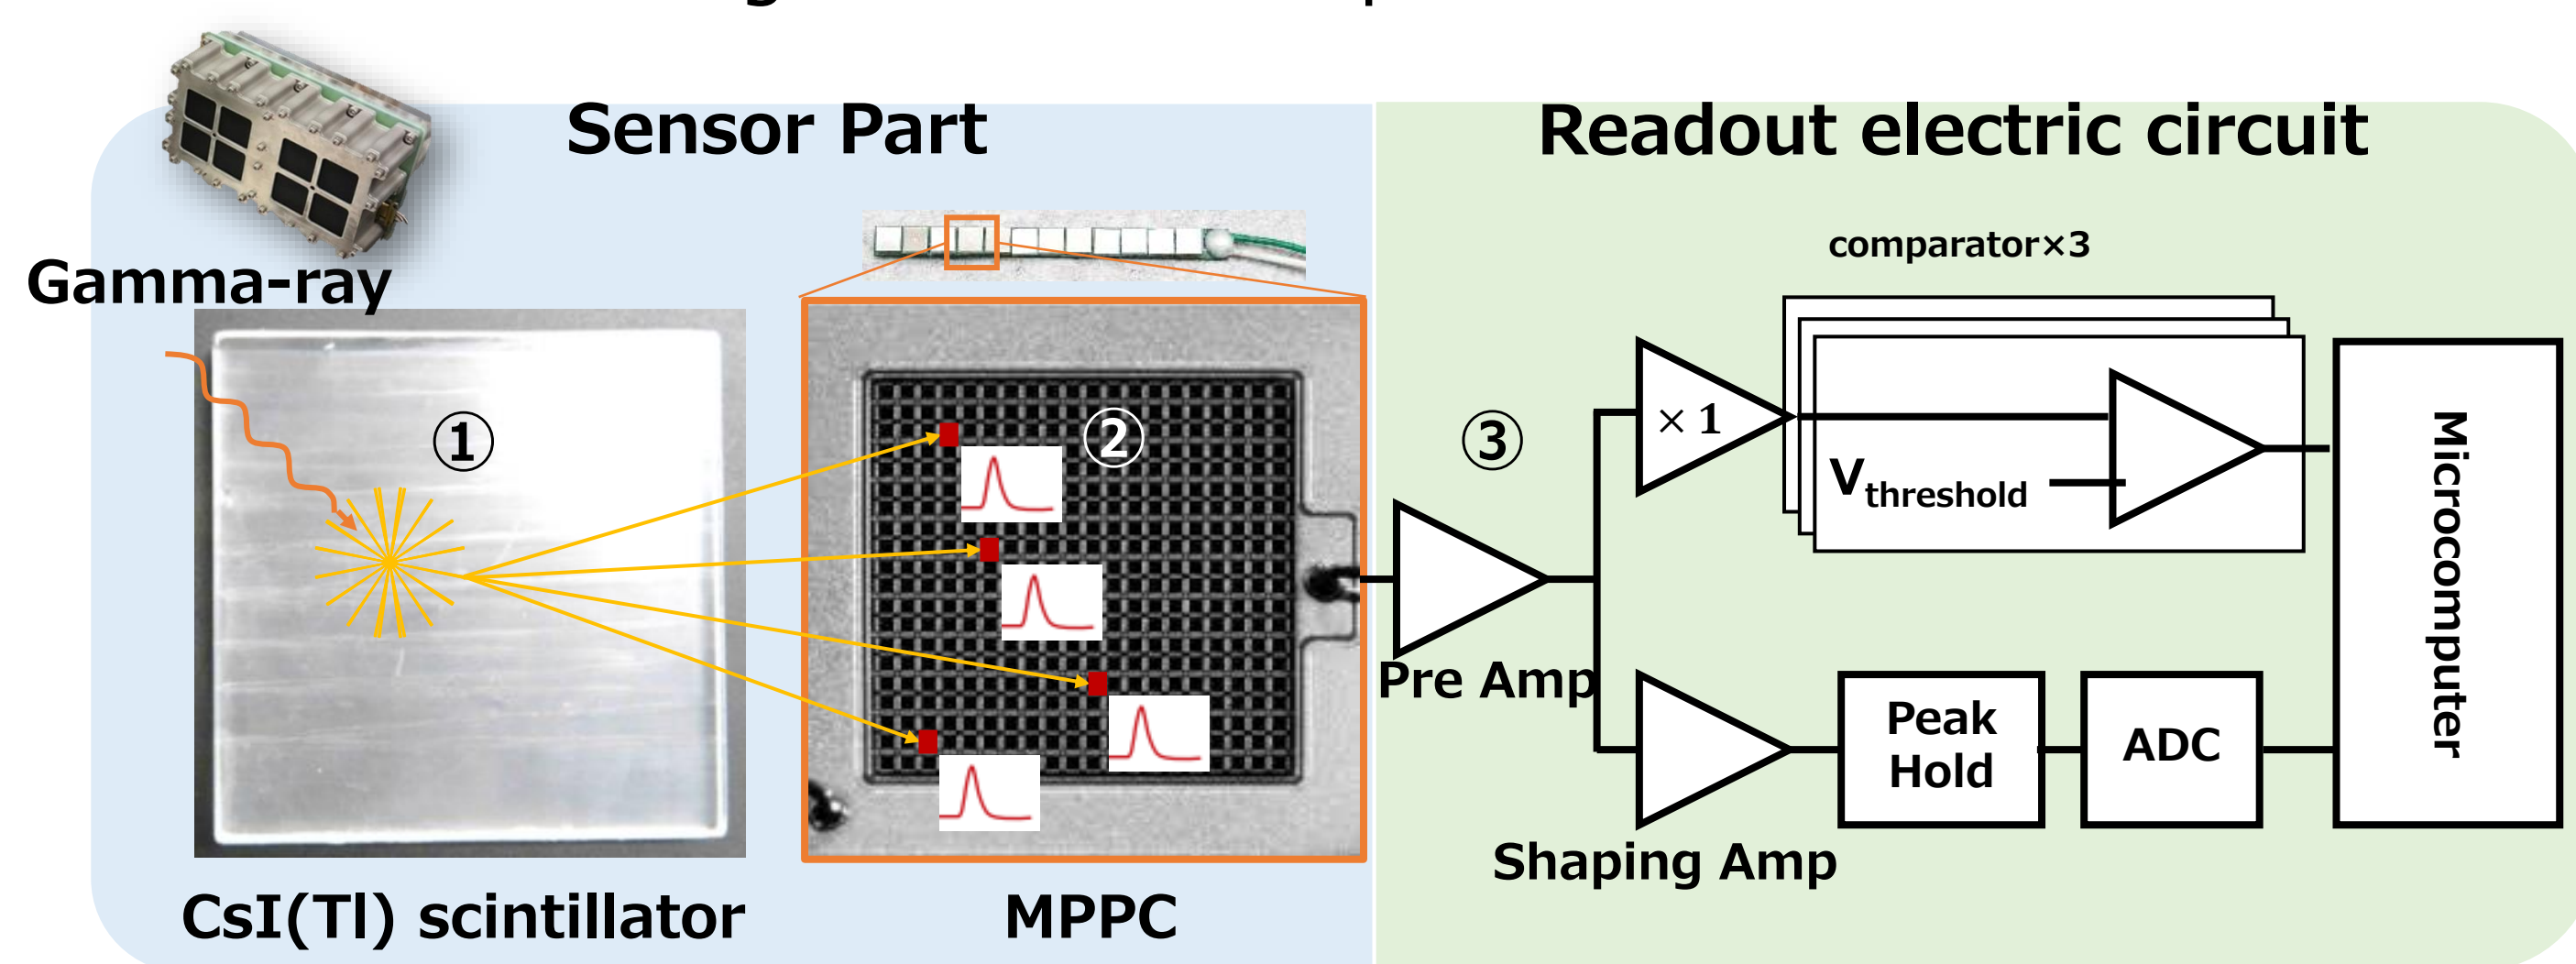 Sensor Part
Readout electric circuit
Gamma-ray
comparator×3
①
②
③
× 1
Vthreshold
Microcomputer
Pre Amp
Peak
Hold
ADC
Shaping Amp
CsI(Tl) scintillator
MPPC